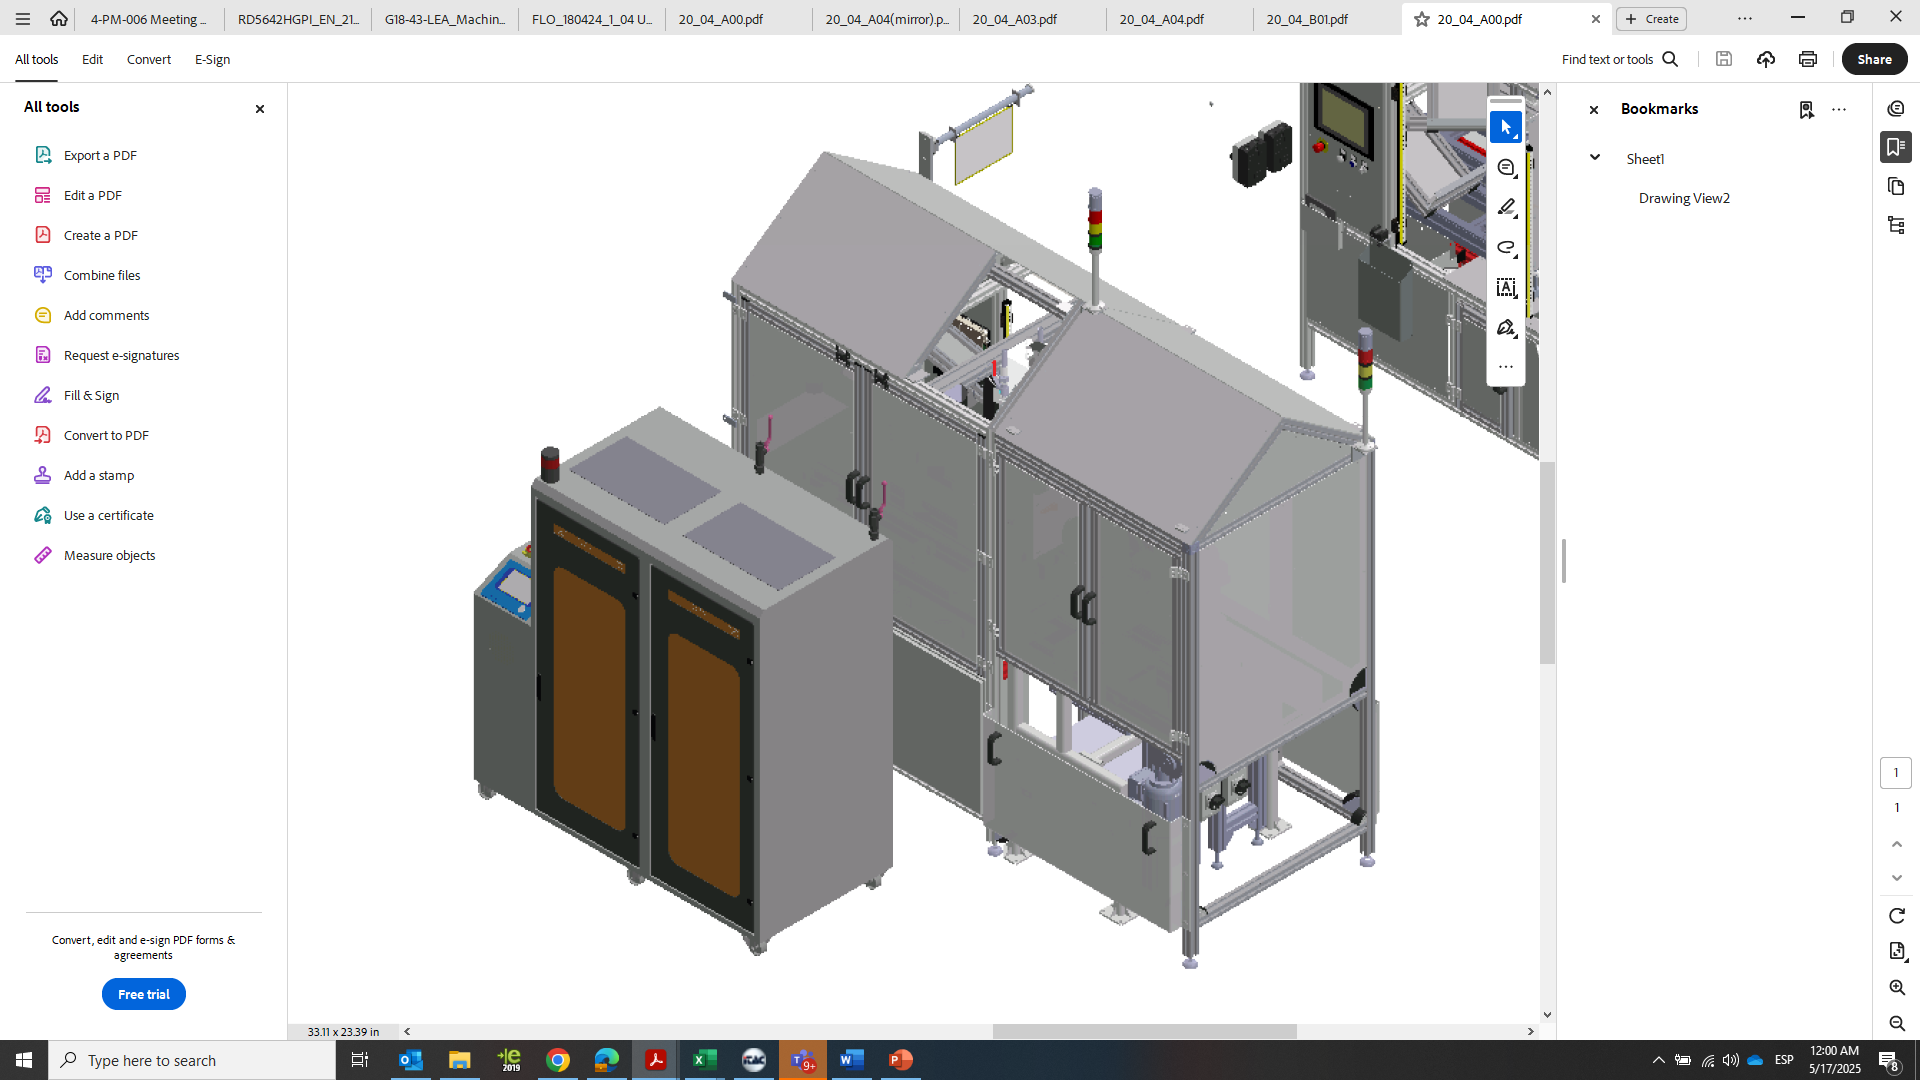 4-PM-006 Meeting ...
RD5642HGPI_EN_21...
G18-43-LEA_Machin...
FLO_180424_1_04 U...
20_04_A00.pdf
20_04_A04(mirror).p...
20_04_A03.pdf
20_04_A04.pdf
20_04_B01.pdf
20_04_A00.pdf
Create
All tools
Edit
Convert
E-Sign
Find text or tools
Share
All tools
Export a PDF
Edit a PDF
Create a PDF
Combine files
Add comments
Request e-signatures
Fill & Sign
Convert to PDF
Add a stamp
Use a certificate
Measure objects
Convert, edit and e-sign PDF forms &
agreements
Free trial
33.11 x 23.39 in
Bookmarks
Sheet1
Drawing View2
1
1
Type here to search
2019
9+
ESP
12:00 AM
5/17/2025
8